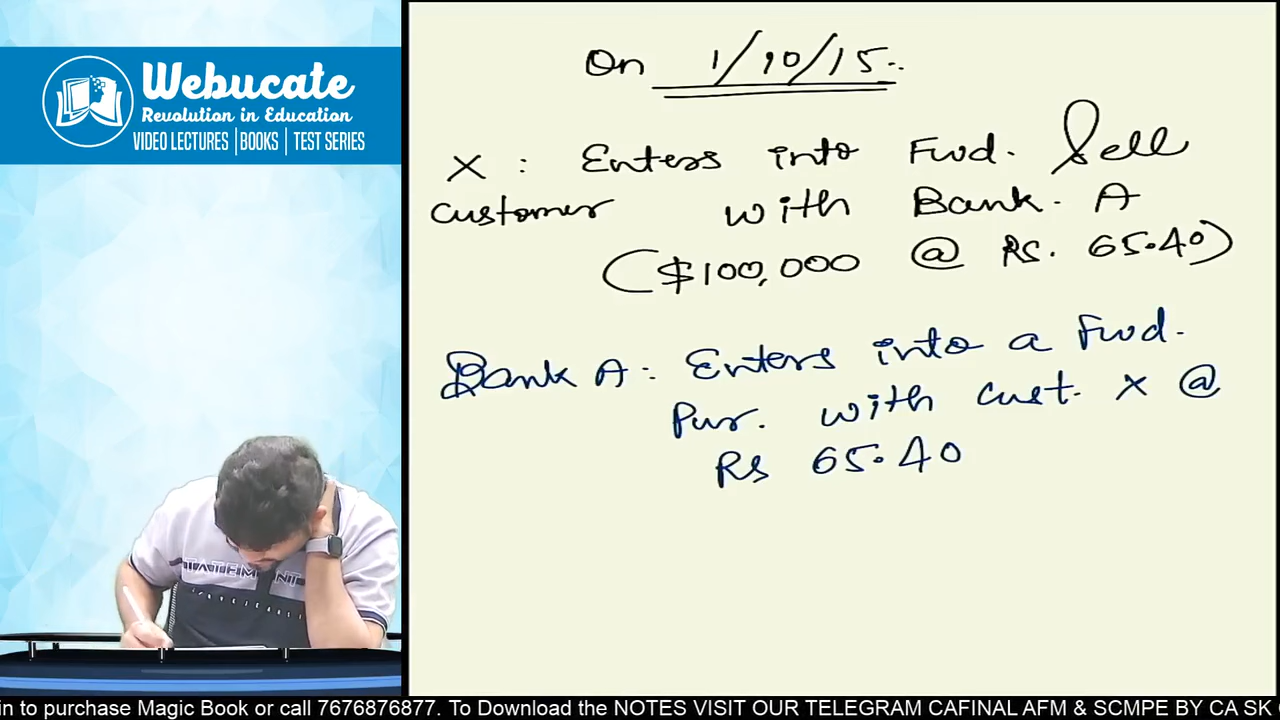 Webucate
Revolution in Education
VIDEO LECTURES | BOOKS | TEST SERIES
On 1/10/15..
X : Enters into Fwd. Sell
customer with Bank. A
($100,000 @ Rs. 65.40)
Bank A : Enters into a Fwd.
Pur. with cust. X @
Rs 65.40
TATEMENT
in to purchase Magic Book or call 7676876877. To Download the NOTES VISIT OUR TELEGRAM CAFINAL AFM & SCMPE BY CA SK